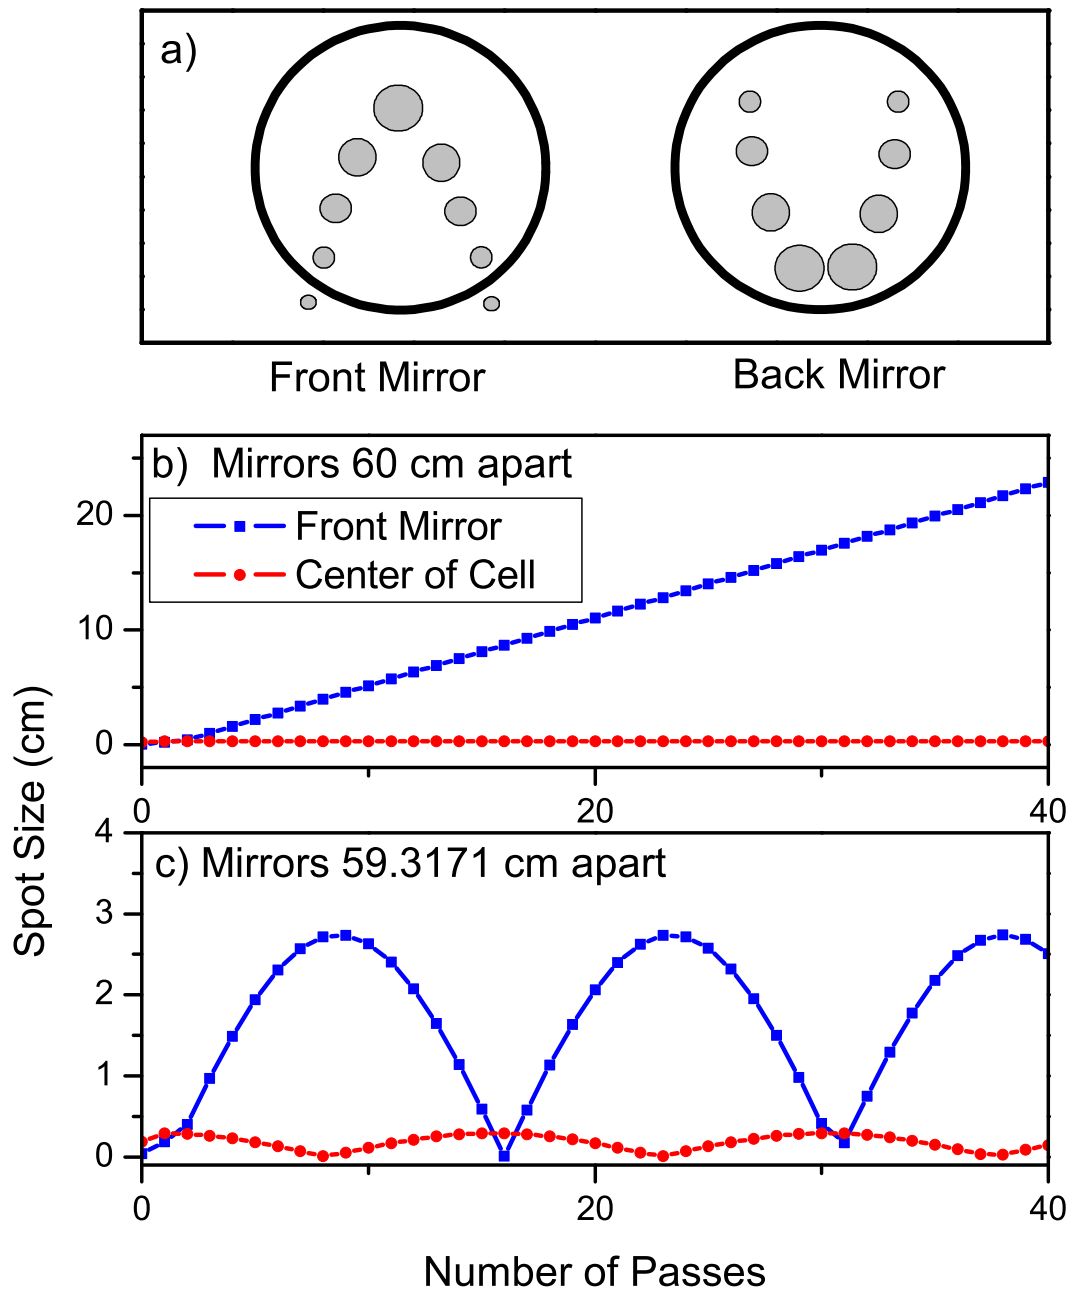 a)
Front Mirror
Back Mirror
b) Mirrors 60 cm apart
Front Mirror
Center of Cell
20
10
0
0
20
40
Spot Size (cm)
c) Mirrors 59.3171 cm apart
4
3
2
1
0
0
20
40
Number of Passes